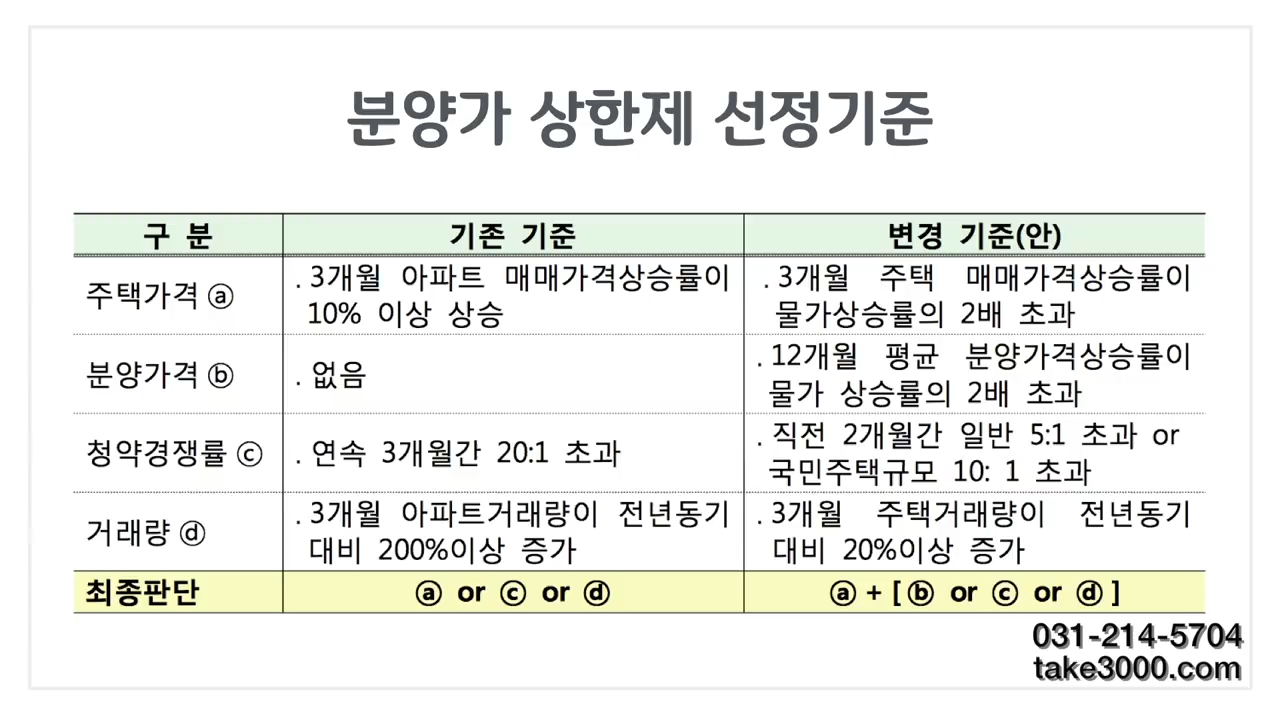 분양가 상한제 선정기준
구 분 기존 기준 변경 기준(안)
주택가격 ⓐ
. 3개월 아파트 매매가격상승률이
10% 이상 상승
. 3개월 주택 매매가격상승률이
물가상승률의 2배 초과
분양가격 ⓑ
. 없음
. 12개월 평균 분양가격상승률이
물가 상승률의 2배 초과
청약경쟁률 ⓒ
. 연속 3개월간 20:1 초과
. 직전 2개월간 일반 5:1 초과 or
국민주택규모 10: 1 초과
거래량 ⓓ
. 3개월 아파트거래량이 전년동기
대비 200%이상 증가
. 3개월 주택거래량이 전년동기
대비 20%이상 증가
최종판단 ⓐ or ⓒ or ⓓ ⓐ + [ ⓑ or ⓒ or ⓓ ]
031-214-5704
take3000.com